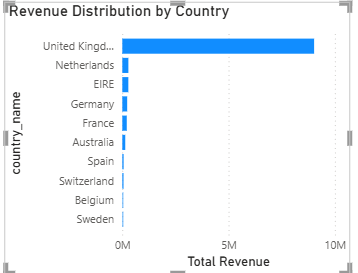 Revenue Distribution by Country
country_name
United Kingd...
Netherlands
EIRE
Germany
France
Australia
Spain
Switzerland
Belgium
Sweden
0M 5M 10M
Total Revenue